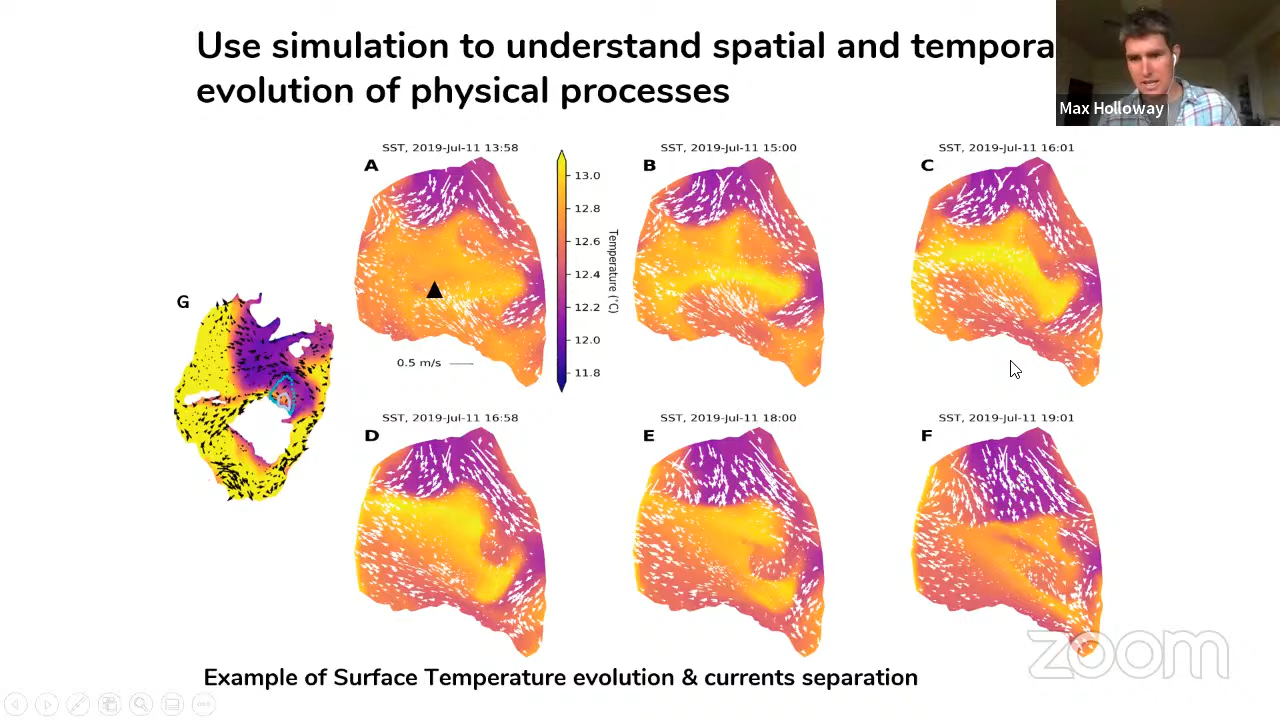 Use simulation to understand spatial and tempora
evolution of physical processes
Max Holloway
SST, 2019-Jul-11 13:58
A
13.0
12.8
12.6
12.4
12.2
12.0
11.8
Temperature (°C)
0.5 m/s
SST, 2019-Jul-11 15:00
B
SST, 2019-Jul-11 16:01
C
G
SST, 2019-Jul-11 16:58
D
SST, 2019-Jul-11 18:00
E
SST, 2019-Jul-11 19:01
F
zoom
Example of Surface Temperature evolution & currents separation